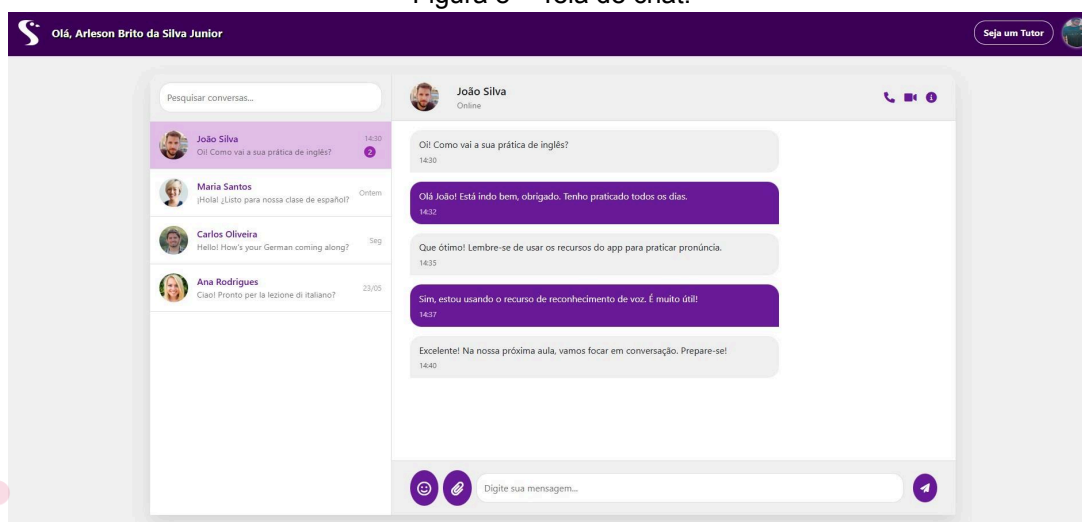 Olá, Arleson Brito da Silva Junior
Seja um Tutor
Pesquisar conversas...
João Silva
14:30
Oi! Como vai a sua prática de inglês?
2
Maria Santos
Ontem
¡Hola! ¿Listo para nossa clase de español?
Carlos Oliveira
Seg
Hello! How's your German coming along?
Ana Rodrigues
23/05
Ciao! Pronto per la lezione di italiano?
João Silva
Online
Oi! Como vai a sua prática de inglês?
14:30
Olá João! Está indo bem, obrigado. Tenho praticado todos os dias.
14:32
Que ótimo! Lembre-se de usar os recursos do app para praticar pronúncia.
14:35
Sim, estou usando o recurso de reconhecimento de voz. É muito útil!
14:37
Excelente! Na nossa próxima aula, vamos focar em conversação. Prepare-se!
14:40
Digite sua mensagem...